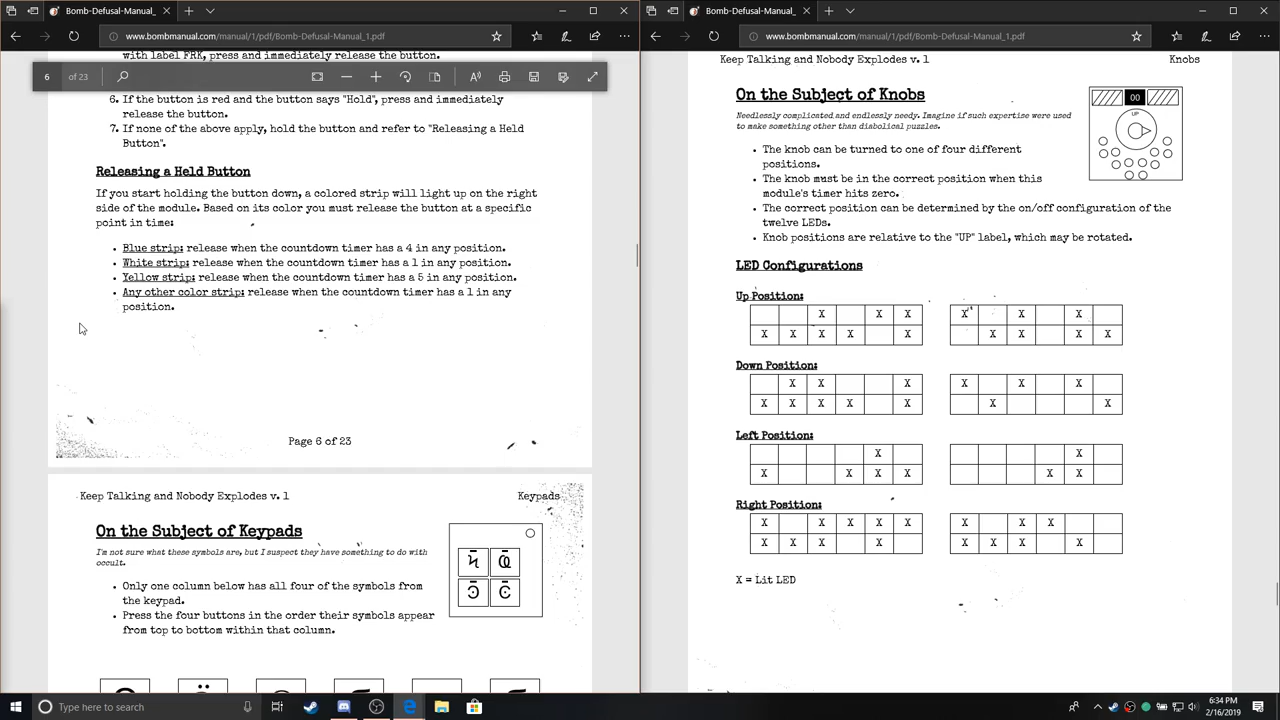 Bomb-Defusal-Manual_1.p
www.bombmanual.com/manual/1/pdf/Bomb-Defusal-Manual_1.pdf
with label FRK, press and immediately release the button.
6 of 23
6. If the button is red and the button says "Hold", press and immediately
release the button.
7. If none of the above apply, hold the button and refer to "Releasing a Held
Button".
Releasing a Held Button
If you start holding the button down, a colored strip will light up on the right
side of the module. Based on its color you must release the button at a specific
point in time:
• Blue strip: release when the countdown timer has a 4 in any position.
• White strip: release when the countdown timer has a 1 in any position.
• Yellow strip: release when the countdown timer has a 5 in any position.
• Any other color strip: release when the countdown timer has a 1 in any
position.
Page 6 of 23
Keep Talking and Nobody Explodes v. 1 Keypads
On the Subject of Keypads
I'm not sure what these symbols are, but I suspect they have something to do with
occult.
• Only one column below has all four of the symbols from
the keypad.
• Press the four buttons in the order their symbols appear
from top to bottom within that column.
Bomb-Defusal-Manual_1.p
www.bombmanual.com/manual/1/pdf/Bomb-Defusal-Manual_1.pdf
Keep Talking and Nobody Explodes v. 1 Knobs
On the Subject of Knobs
Needlessly complicated and endlessly needy. Imagine if such expertise were used
to make something other than diabolical puzzles.
00
UP
• The knob can be turned to one of four different
positions.
• The knob must be in the correct position when this
module's timer hits zero.
• The correct position can be determined by the on/off configuration of the
twelve LEDs.
• Knob positions are relative to the "UP" label, which may be rotated.
LED Configurations
Up Position:
X X X X X X
X X X X X X X X X
Down Position:
X X X X X X
X X X X X X X
Left Position:
X X
X X X X X X
Right Position:
X X X X X X X X
X X X X X X X X
X = Lit LED
Type here to search
6:34 PM
2/16/2019